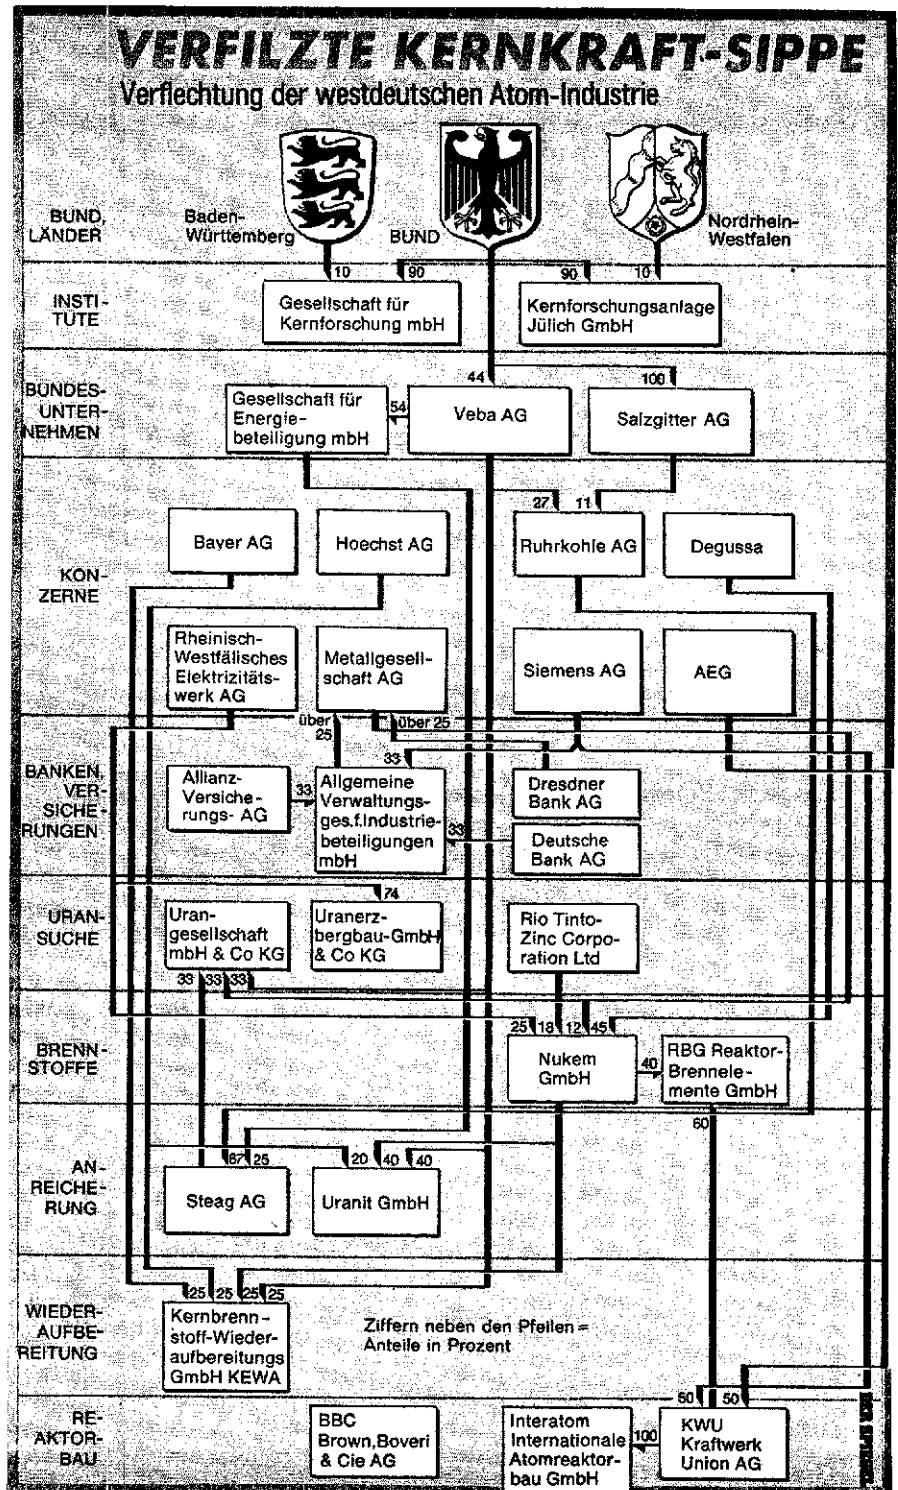 VERFILZTE KERNKRAFT-SIPPE
Verflechtung der westdeutschen Atom-Industrie
BUND,
LÄNDER
Baden-
Württemberg
BUND
Nordrhein-
Westfalen
10
90
90
10
INSTI-
TUTE
Gesellschaft für
Kernforschung mbH
Kernforschungsanlage
Jülich GmbH
44
100
BUNDES-
UNTER-
NEHMEN
Gesellschaft für
Energie-
beteiligung mbH
54
Veba AG
Salzgitter AG
27
11
KON-
ZERNE
Bayer AG
Hoechst AG
Ruhrkohle AG
Degussa
Rheinisch-
Westfälisches
Elektrizitäts-
werk AG
Metallgesell-
schaft AG
Siemens AG
AEG
über
25
über 25
33
BANKEN,
VER-
SICHE-
RUNGEN
Allianz-
Versiche-
rungs- AG
33
Allgemeine
Verwaltungs-
ges.f.Industrie-
beteiligungen
mbH
33
Dresdner
Bank AG
Deutsche
Bank AG
74
URAN-
SUCHE
Uran-
gesellschaft
mbH & Co KG
Uranerz-
bergbau-GmbH
& Co KG
Rio Tinto-
Zinc Corpo-
ration Ltd
33
33
33
25
18
12
45
BRENN-
STOFFE
Nukem
GmbH
40
RBG Reaktor-
Brennele-
mente GmbH
60
67
25
20
40
40
AN-
REICHE-
RUNG
Steag AG
Uranit GmbH
25
25
25
25
WIEDER-
AUFBE-
REITUNG
Kernbrenn-
stoff-Wieder-
aufbereitungs
GmbH KEWA
Ziffern neben den Pfeilen =
Anteile in Prozent
50
50
RE-
AKTOR-
BAU
BBC
Brown,Boveri
& Cie AG
Interatom
Internationale
Atomreaktor-
bau GmbH
100
KWU
Kraftwerk
Union AG
DER SPIEGEL